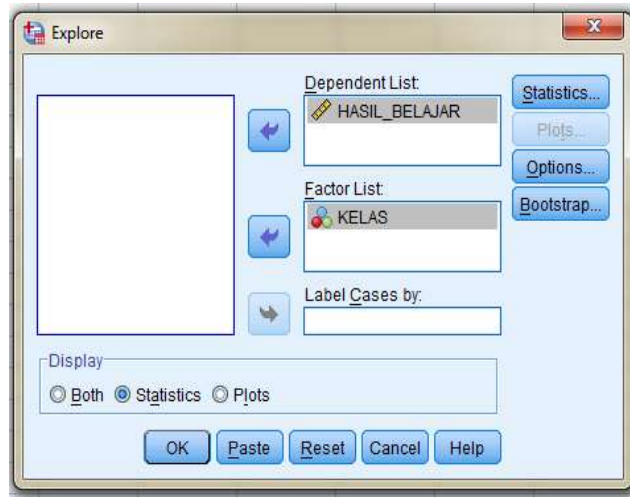 Explore
Dependent List:
HASIL_BELAJAR
Statistics...
Plots...
Options...
Bootstrap...
Factor List:
KELAS
Label Cases by:
Display
Both Statistics Plots
OK Paste Reset Cancel Help